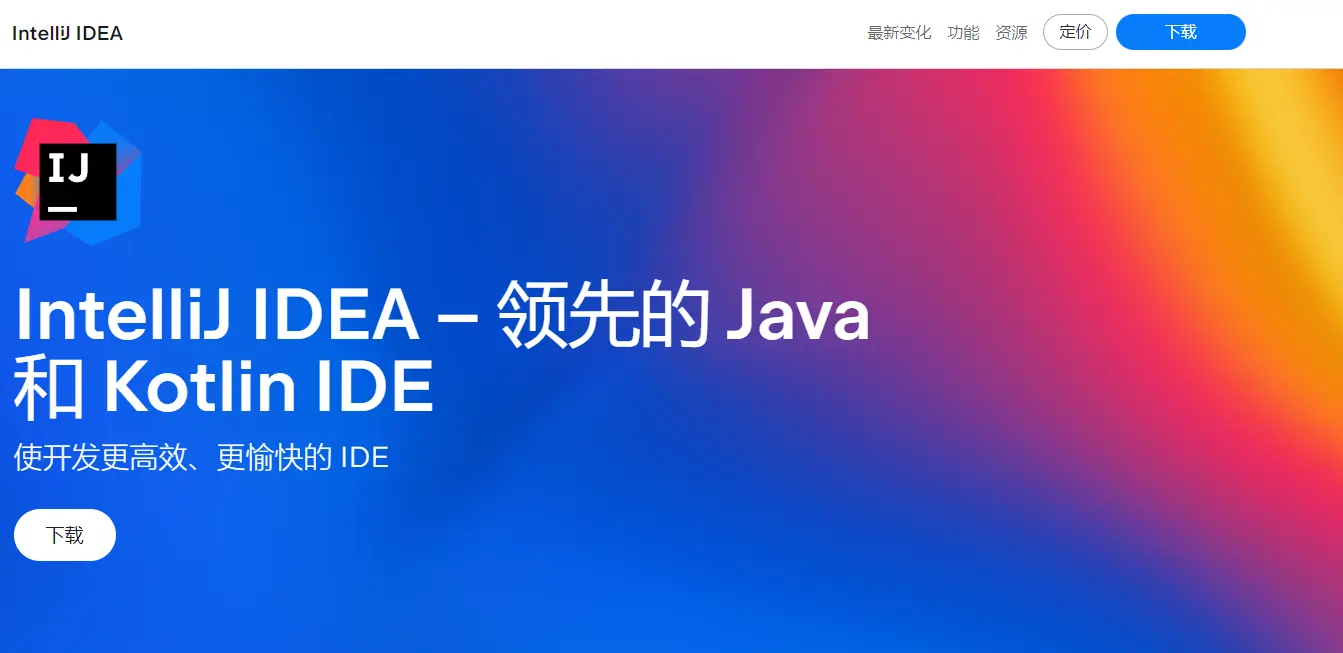 IntelliJ IDEA
最新变化 功能 资源 定价 下载
IJ
IntelliJ IDEA – 领先的 Java
和 Kotlin IDE
使开发更高效、更愉快的 IDE
下载